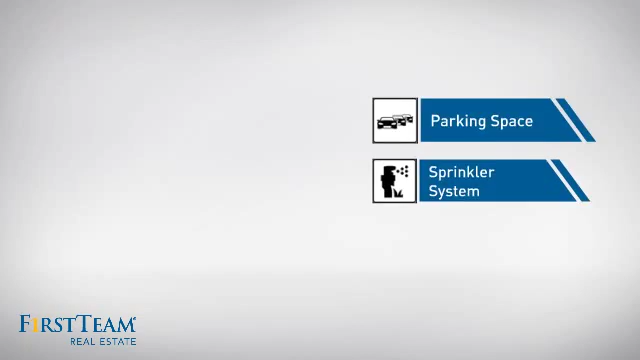 Parking Space
Sprinkler
System
FIRSTTEAM®
REAL ESTATE